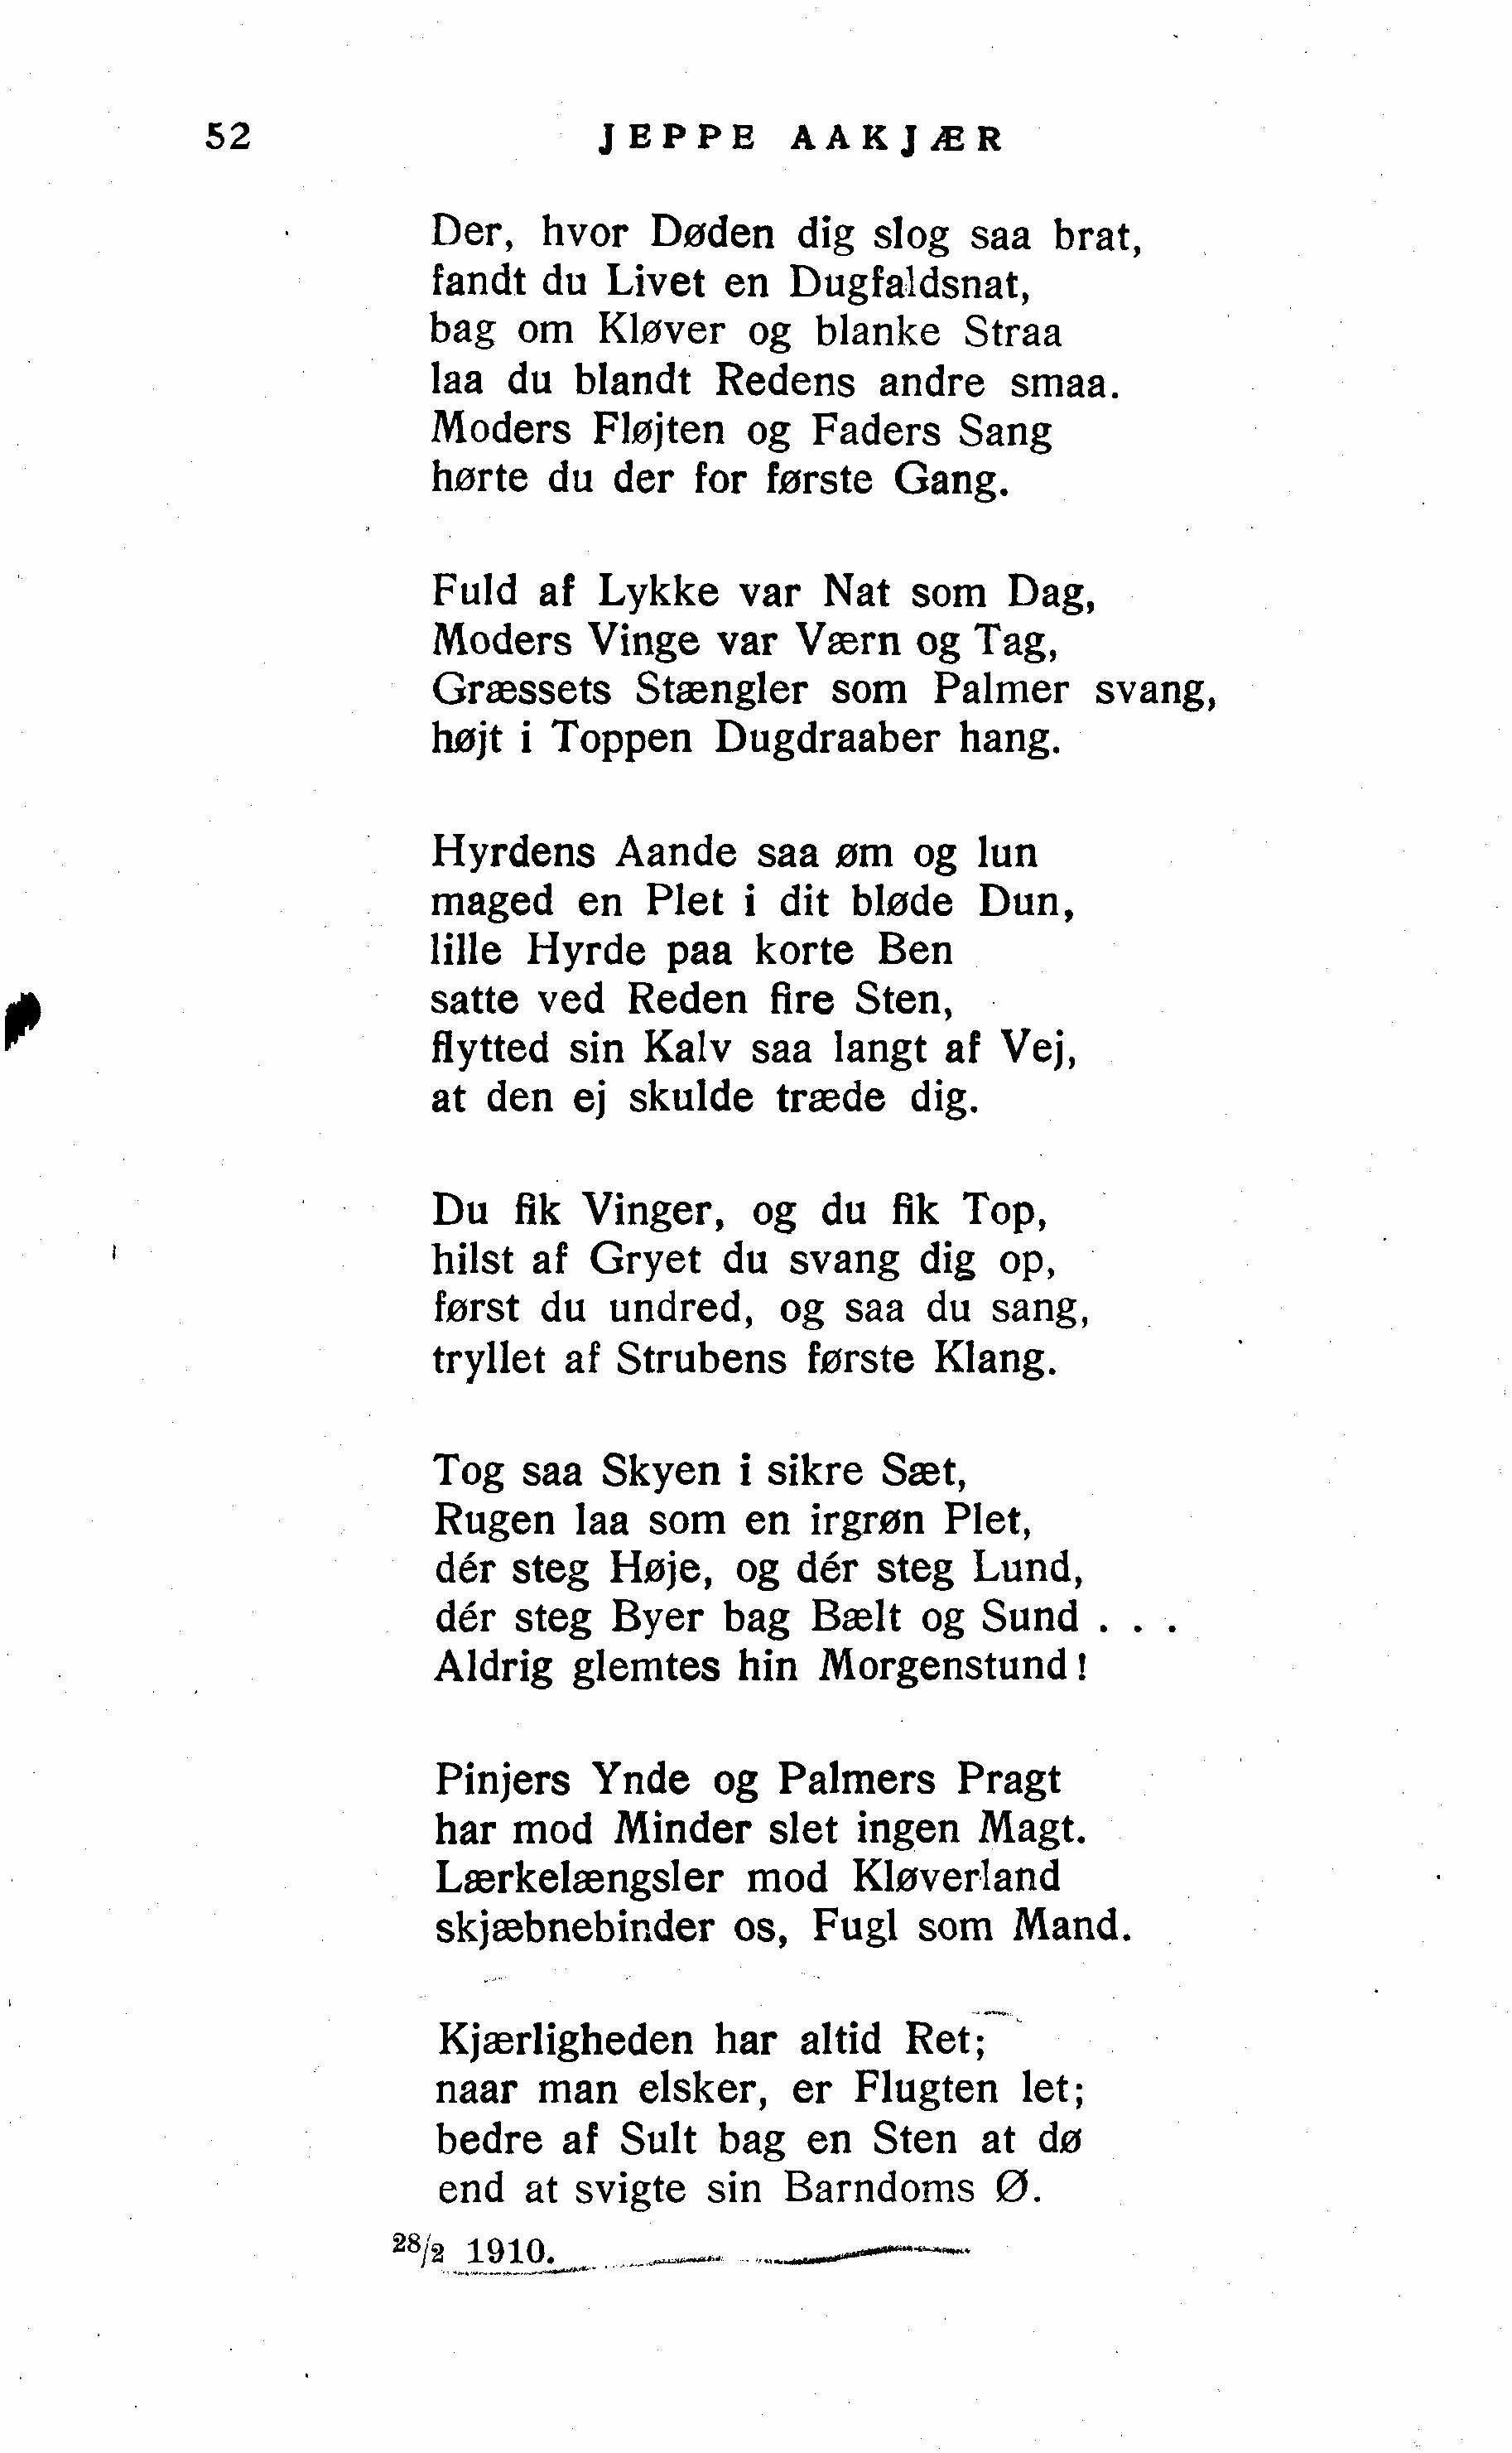 52 JEPPE AAKJÆR
Der, hvor Døden dig slog saa brat,
fandt du Livet en Dugfaldsnat,
bag om Kløver og blanke Straa
laa du blandt Redens andre smaa.
Moders Fløjten og Faders Sang
hørte du der for første Gang.
Fuld af Lykke var Nat som Dag,
Moders Vinge var Værn og Tag,
Græssets Stængler som Palmer svang,
højt i Toppen Dugdraaber hang.
Hyrdens Aande saa øm og lun
maged en Plet i dit bløde Dun,
lille Hyrde paa korte Ben
satte ved Reden fire Sten,
flytted sin Kalv saa langt af Vej,
at den ej skulde træde dig.
Du fik Vinger, og du fik Top,
hilst af Gryet du svang dig op,
først du undred, og saa du sang,
tryllet af Strubens første Klang.
Tog saa Skyen i sikre Sæt,
Rugen laa som en irgrøn Plet,
dér steg Høje, og dér steg Lund,
dér steg Byer bag Bælt og Sund . . .
Aldrig glemtes hin Morgenstund!
Pinjers Ynde og Palmers Pragt
har mod Minder slet ingen Magt.
Lærkelængsler mod Kløverland
skjæbnebinder os, Fugl som Mand.
Kjærligheden har altid Ret;
naar man elsker, er Flugten let;
bedre af Sult bag en Sten at dø
end at svigte sin Barndoms Ø.
28/2 1910.